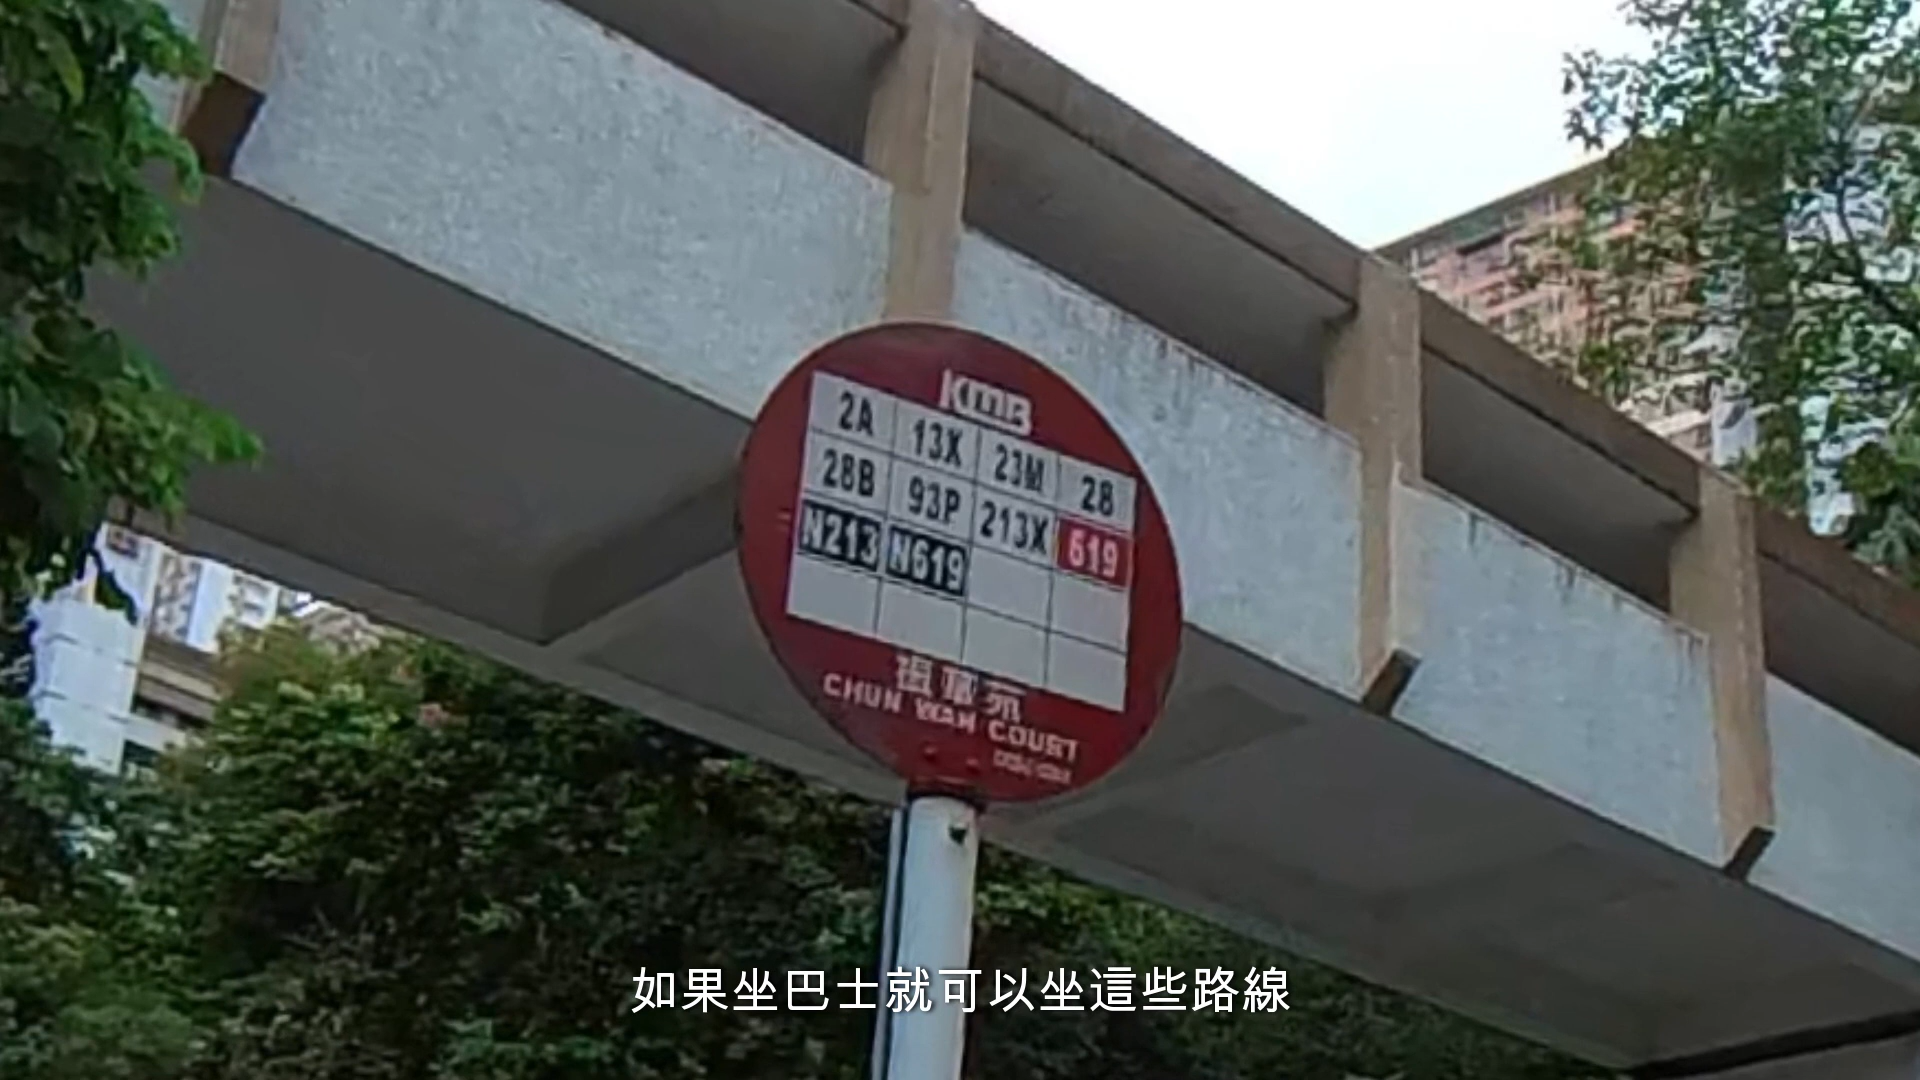 KMB
2A 13X 23M 28
28B 93P 213X 619
N213 N619
CHUN WAH COURT
如果坐巴士就可以坐這些路線